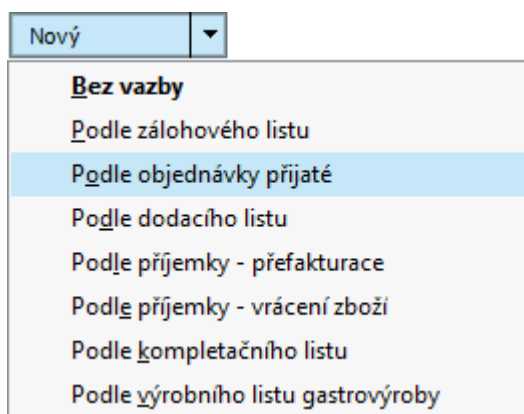 Nový
Bez vazby
Podle zálohového listu
Podle objednávky přijaté
Podle dodacího listu
Podle příjemky - přefakturace
Podle příjemky - vrácení zboží
Podle kompletačního listu
Podle výrobního listu gastrovýroby